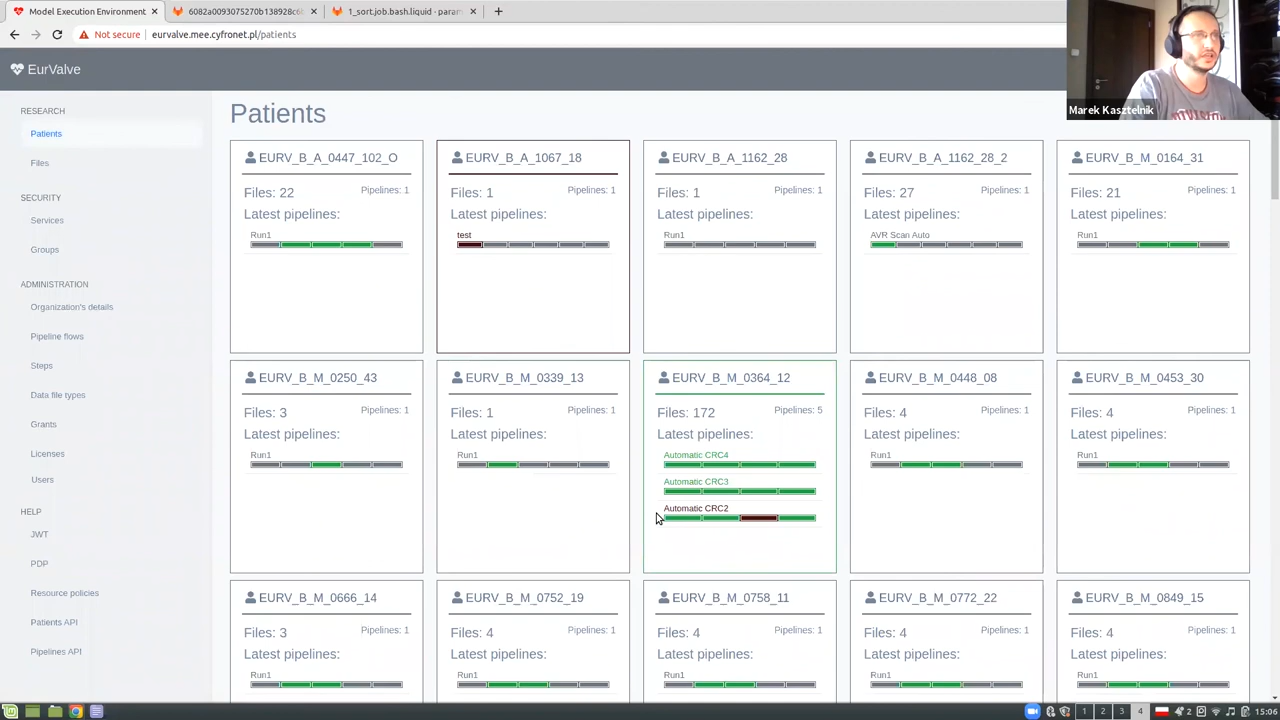 Model Execution Environment
6082a0093075270b138928c6
1_sort.job.bash.liquid - param
Not secure
eurvalve.mee.cyfronet.pl/patients
Marek Kasztelnik
EurValve
RESEARCH
Patients
Files
SECURITY
Services
Groups
ADMINISTRATION
Organization's details
Pipeline flows
Steps
Data file types
Grants
Licenses
Users
HELP
JWT
PDP
Resource policies
Patients API
Pipelines API
Patients
EURV_B_A_0447_102_O
Files: 22
Pipelines: 1
Latest pipelines:
Run1
EURV_B_A_1067_18
Files: 1
Pipelines: 1
Latest pipelines:
test
EURV_B_A_1162_28
Files: 1
Pipelines: 1
Latest pipelines:
Run1
EURV_B_A_1162_28_2
Files: 27
Pipelines: 1
Latest pipelines:
AVR Scan Auto
EURV_B_M_0164_31
Files: 21
Pipelines: 1
Latest pipelines:
Run1
EURV_B_M_0250_43
Files: 3
Pipelines: 1
Latest pipelines:
Run1
EURV_B_M_0339_13
Files: 1
Pipelines: 1
Latest pipelines:
Run1
EURV_B_M_0364_12
Files: 172
Pipelines: 5
Latest pipelines:
Automatic CRC4
Automatic CRC3
Automatic CRC2
EURV_B_M_0448_08
Files: 4
Pipelines: 1
Latest pipelines:
Run1
EURV_B_M_0453_30
Files: 4
Pipelines: 1
Latest pipelines:
Run1
EURV_B_M_0666_14
Files: 3
Pipelines: 1
Latest pipelines:
Run1
EURV_B_M_0752_19
Files: 4
Pipelines: 1
Latest pipelines:
Run1
EURV_B_M_0758_11
Files: 4
Pipelines: 1
Latest pipelines:
Run1
EURV_B_M_0772_22
Files: 4
Pipelines: 1
Latest pipelines:
Run1
EURV_B_M_0849_15
Files: 4
Pipelines: 1
Latest pipelines:
Run1
1 2 3 4
2
15:06